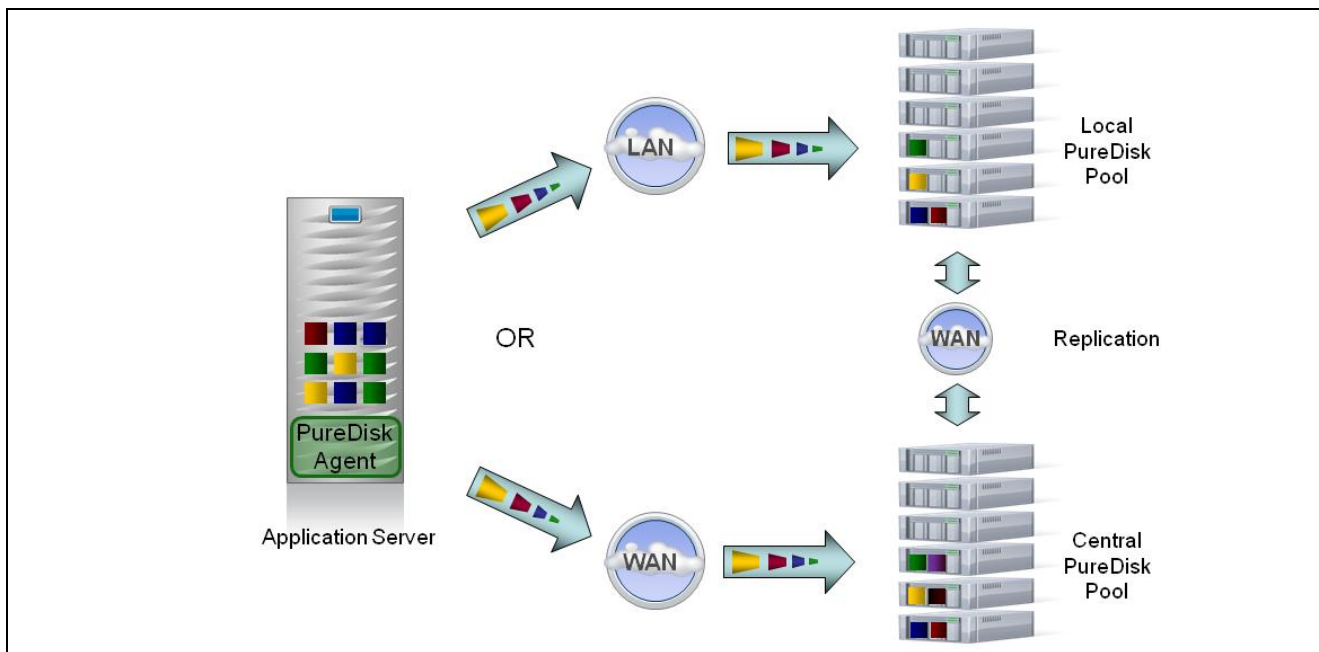 LAN
Local
PureDisk
Pool
OR
WAN
Replication
PureDisk
Agent
Application Server
WAN
Central
PureDisk
Pool